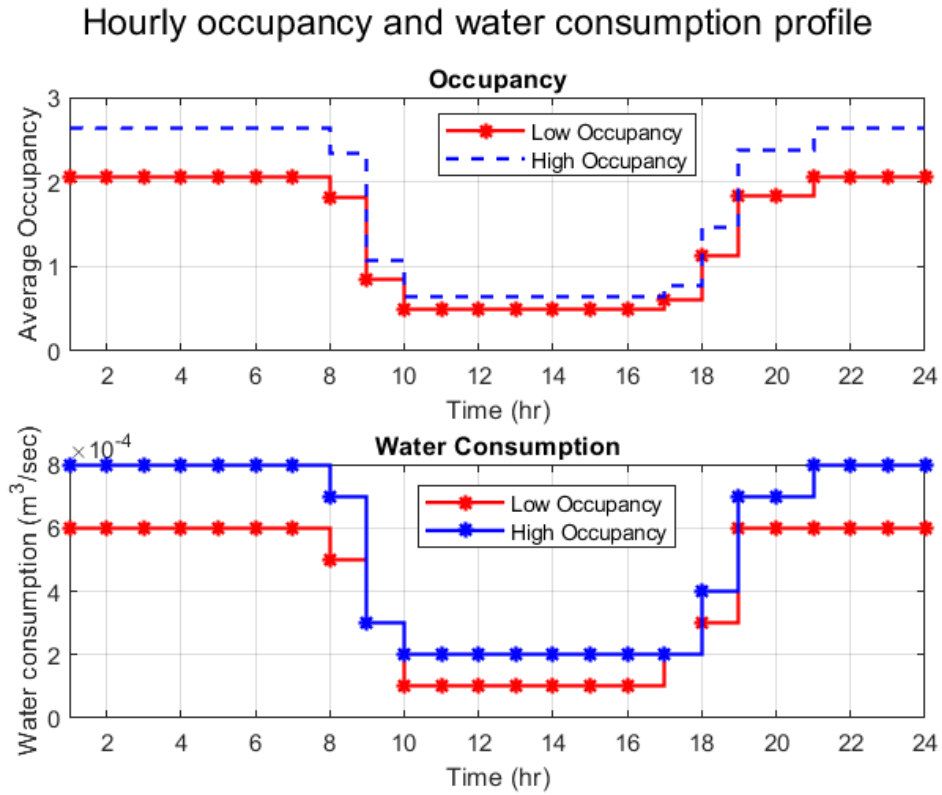 Hourly occupancy and water consumption profile
Occupancy
Average Occupancy
3
2
1
0
Low Occupancy
High Occupancy
2 4 6 8 10 12 14 16 18 20 22 24
Time (hr)
Water Consumption
×10⁻⁴
Water consumption (m³/sec)
8
6
4
2
0
Low Occupancy
High Occupancy
2 4 6 8 10 12 14 16 18 20 22 24
Time (hr)